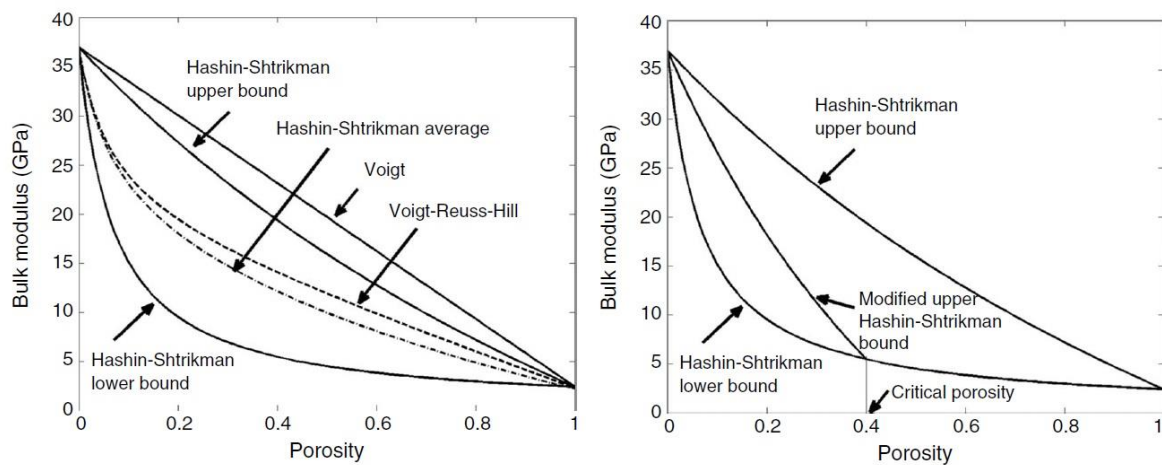 40
35
30
25
20
15
10
5
0
Bulk modulus (GPa)
Hashin-Shtrikman
upper bound
Hashin-Shtrikman average
Voigt
Voigt-Reuss-Hill
Hashin-Shtrikman
lower bound
0 0.2 0.4 0.6 0.8 1
Porosity
40
35
30
25
20
15
10
5
0
Bulk modulus (GPa)
Hashin-Shtrikman
upper bound
Modified upper
Hashin-Shtrikman
bound
Hashin-Shtrikman
lower bound
Critical porosity
0 0.2 0.4 0.6 0.8 1
Porosity